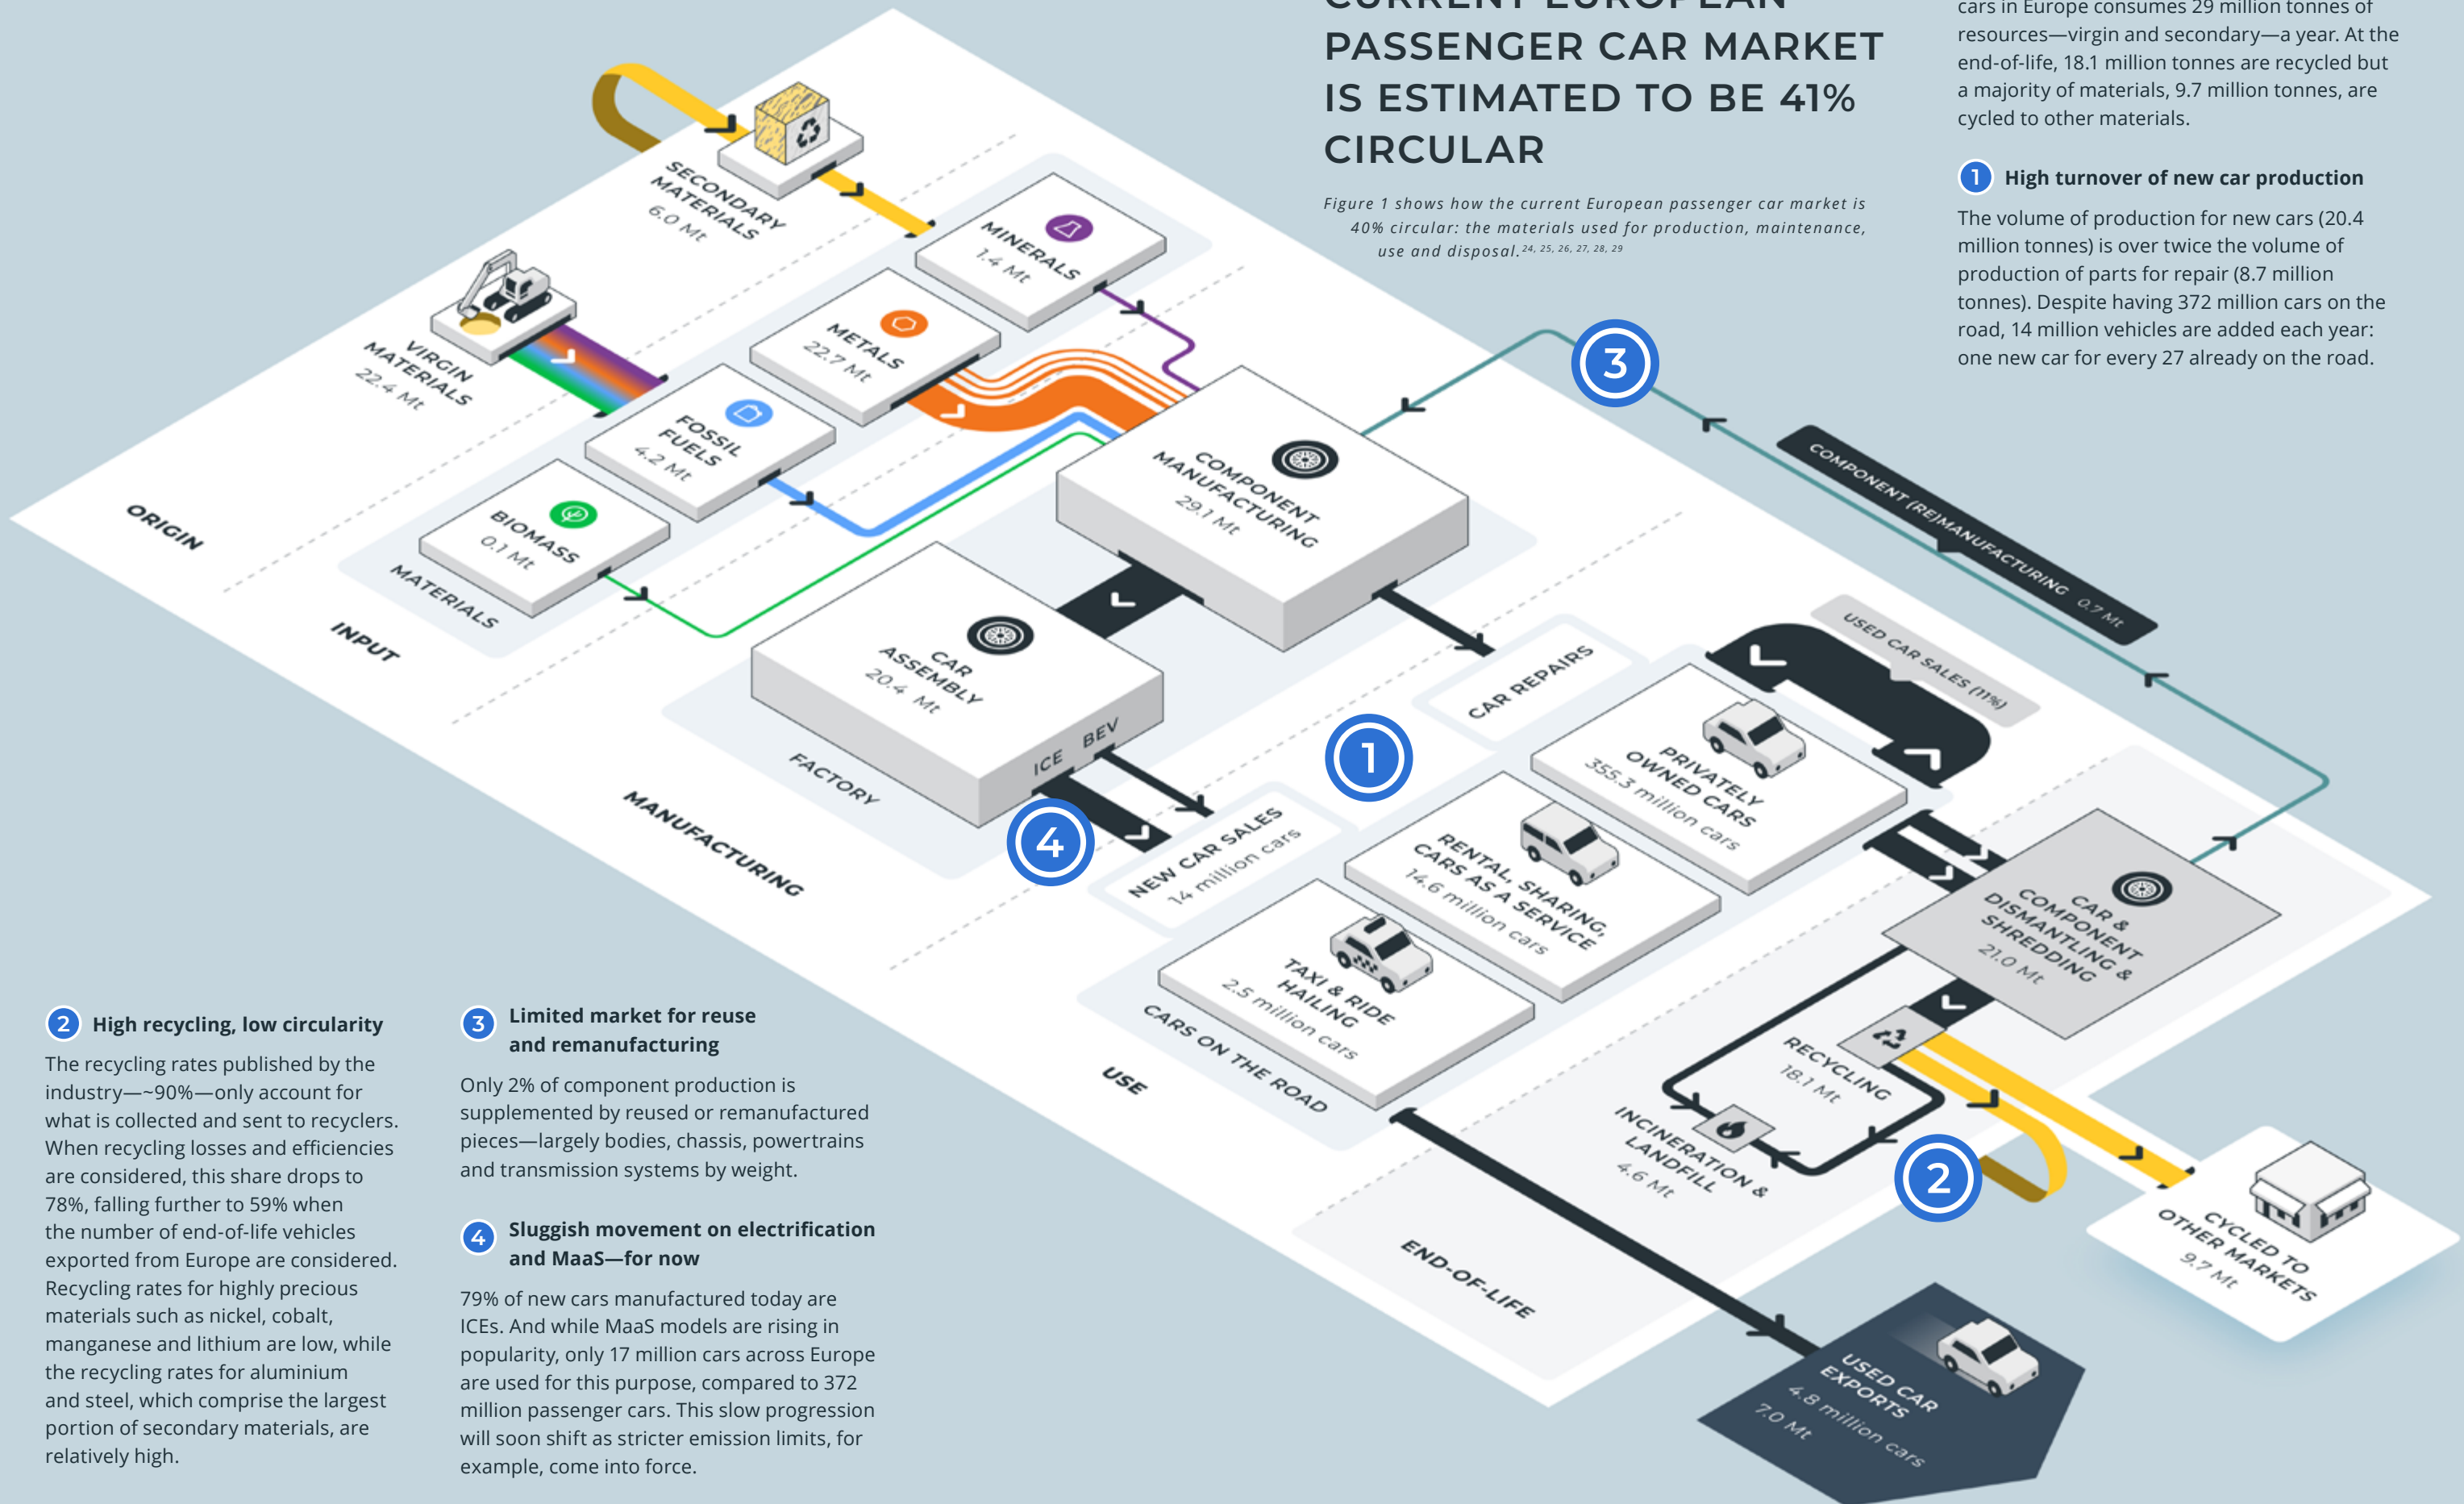 CURRENT EUROPEAN
PASSENGER CAR MARKET
IS ESTIMATED TO BE 41%
CIRCULAR
Figure 1 shows how the current European passenger car market is
40% circular: the materials used for production, maintenance,
use and disposal.24, 25, 26, 27, 28, 29
cars in Europe consumes 29 million tonnes of
resources—virgin and secondary—a year. At the
end-of-life, 18.1 million tonnes are recycled but
a majority of materials, 9.7 million tonnes, are
cycled to other materials.
1 High turnover of new car production
The volume of production for new cars (20.4
million tonnes) is over twice the volume of
production of parts for repair (8.7 million
tonnes). Despite having 372 million cars on the
road, 14 million vehicles are added each year:
one new car for every 27 already on the road.
SECONDARY
MATERIALS
6.0 Mt
VIRGIN
MATERIALS
22.4 Mt
ORIGIN
MINERALS
1.4 Mt
METALS
22.7 Mt
FOSSIL
FUELS
4.2 Mt
BIOMASS
0.1 Mt
MATERIALS
INPUT
COMPONENT
MANUFACTURING
29.1 Mt
CAR
ASSEMBLY
20.4 Mt
ICE
BEV
FACTORY
MANUFACTURING
3
COMPONENT (RE)MANUFACTURING 0.7 Mt
USED CAR SALES (11%)
CAR REPAIRS
1
4
NEW CAR SALES
14 million cars
PRIVATELY
OWNED CARS
355.3 million cars
RENTAL, SHARING,
CARS AS A SERVICE
14.6 million cars
TAXI & RIDE
HAILING
2.5 million cars
CARS ON THE ROAD
USE
CAR &
COMPONENT
DISMANTLING &
SHREDDING
21.0 Mt
RECYCLING
18.1 Mt
INCINERATION &
LANDFILL
4.6 Mt
2
END-OF-LIFE
CYCLED TO
OTHER MARKETS
9.7 Mt
USED CAR
EXPORTS
4.8 million cars
7.0 Mt
2 High recycling, low circularity
The recycling rates published by the
industry—~90%—only account for
what is collected and sent to recyclers.
When recycling losses and efficiencies
are considered, this share drops to
78%, falling further to 59% when
the number of end-of-life vehicles
exported from Europe are considered.
Recycling rates for highly precious
materials such as nickel, cobalt,
manganese and lithium are low, while
the recycling rates for aluminium
and steel, which comprise the largest
portion of secondary materials, are
relatively high.
3 Limited market for reuse
and remanufacturing
Only 2% of component production is
supplemented by reused or remanufactured
pieces—largely bodies, chassis, powertrains
and transmission systems by weight.
4 Sluggish movement on electrification
and MaaS—for now
79% of new cars manufactured today are
ICEs. And while MaaS models are rising in
popularity, only 17 million cars across Europe
are used for this purpose, compared to 372
million passenger cars. This slow progression
will soon shift as stricter emission limits, for
example, come into force.